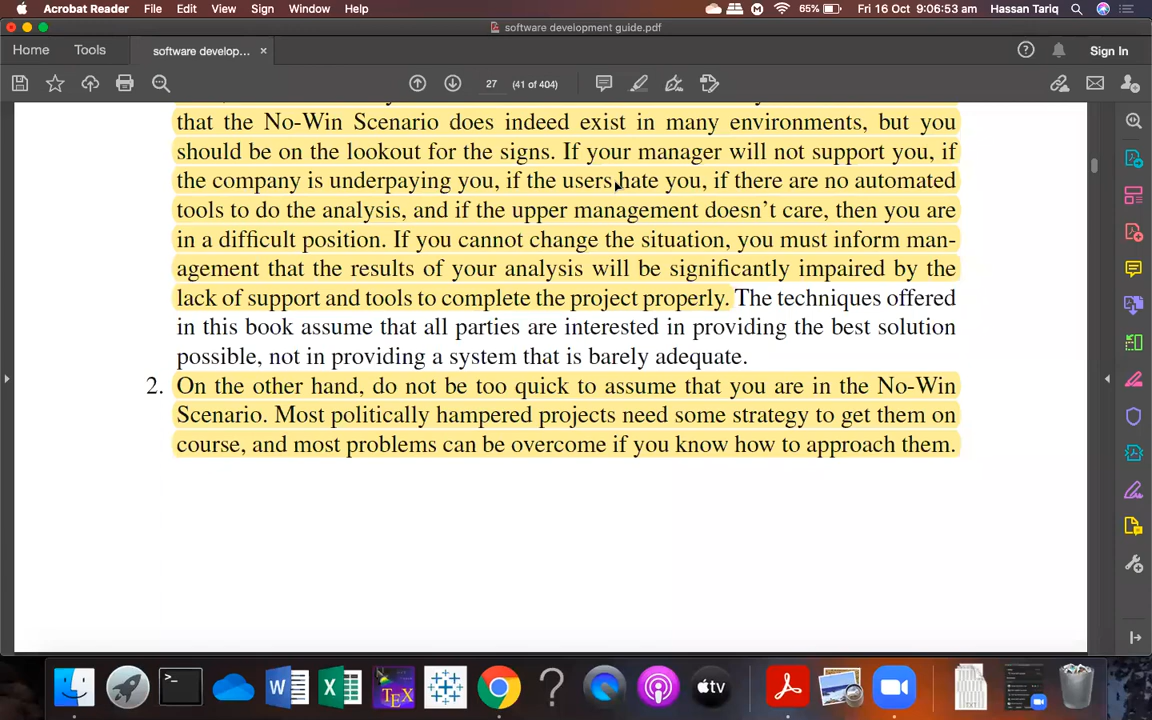 Acrobat Reader File Edit View Sign Window Help 65% Fri 16 Oct 9:06:53 am Hassan Tariq
software development guide.pdf
Home Tools software develop... × Sign In
27 (41 of 404)
that the No-Win Scenario does indeed exist in many environments, but you
should be on the lookout for the signs. If your manager will not support you, if
the company is underpaying you, if the users hate you, if there are no automated
tools to do the analysis, and if the upper management doesn't care, then you are
in a difficult position. If you cannot change the situation, you must inform man-
agement that the results of your analysis will be significantly impaired by the
lack of support and tools to complete the project properly. The techniques offered
in this book assume that all parties are interested in providing the best solution
possible, not in providing a system that is barely adequate.
2. On the other hand, do not be too quick to assume that you are in the No-Win
Scenario. Most politically hampered projects need some strategy to get them on
course, and most problems can be overcome if you know how to approach them.
W X TEX tv